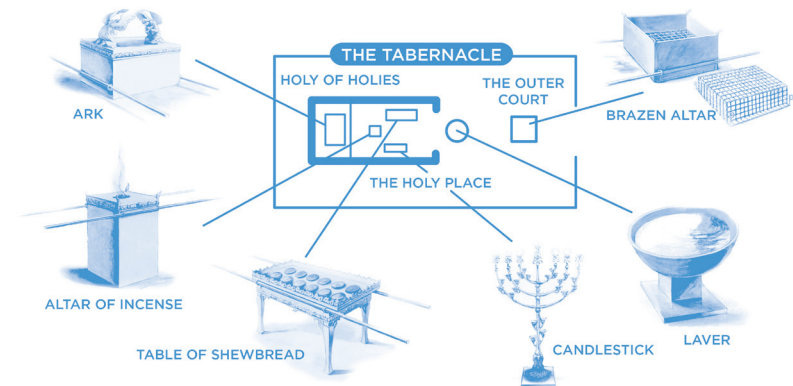 THE TABERNACLE
HOLY OF HOLIES
THE OUTER
COURT
ARK
BRAZEN ALTAR
THE HOLY PLACE
ALTAR OF INCENSE
TABLE OF SHEWBREAD
CANDLESTICK
LAVER